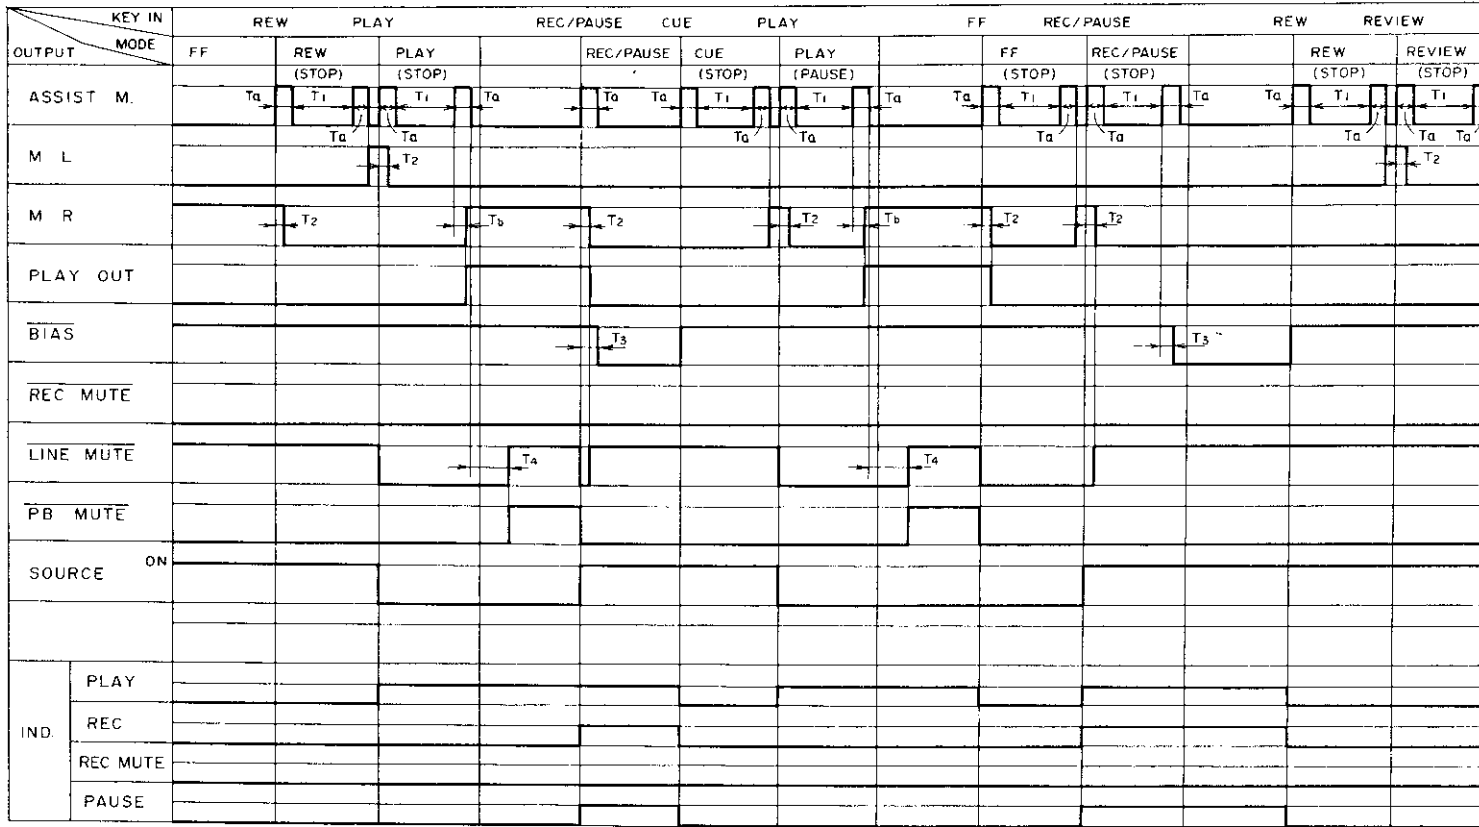 KEY IN REW PLAY REC/PAUSE CUE PLAY FF REC/PAUSE REW REVIEW
OUTPUT MODE FF REW PLAY REC/PAUSE CUE PLAY FF REC/PAUSE REW REVIEW
(STOP) (STOP) (STOP) (PAUSE) (STOP) (STOP) (STOP) (STOP)
ASSIST M. Ta T1 T1 Ta Ta Ta T1 T1 Ta Ta T1 T1 Ta Ta T1 T1
Ta Ta Ta Ta Ta Ta Ta Ta Ta
M L T2 T2
M R T2 Tb T2 T2 Tb T2 T2
PLAY OUT
BIAS T3 T3
REC MUTE
LINE MUTE T4 T4
PB MUTE
SOURCE ON
IND.
PLAY
REC
REC MUTE
PAUSE